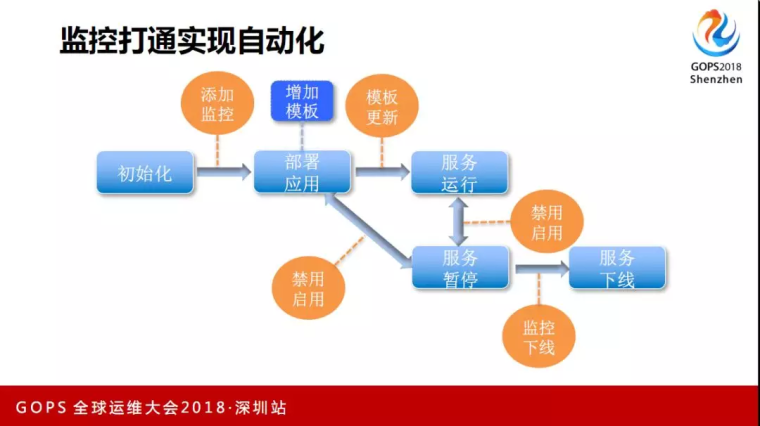 监控打通实现自动化
GOPS2018
Shenzhen
添加
监控
增加
模板
模板
更新
初始化
部署
应用
服务
运行
禁用
启用
禁用
启用
服务
暂停
服务
下线
监控
下线
GOPS 全球运维大会2018·深圳站